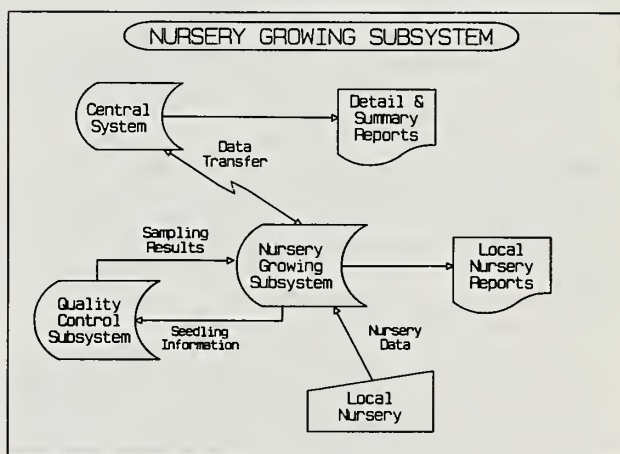 NURSERY GROWING SUBSYSTEM
Central
System
Detail &
Summary
Reports
Data
Transfer
Sampling
Results
Nursery
Growing
Subsystem
Local
Nursery
Reports
Quality
Control
Subsystem
Seedling
Information
Nursery
Data
Local
Nursery